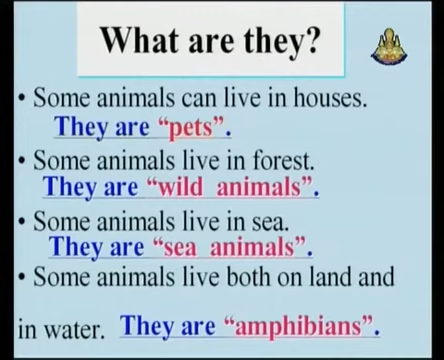 What are they?
• Some animals can live in houses.
They are “pets”.
• Some animals live in forest.
They are “wild animals”.
• Some animals live in sea.
They are “sea animals”.
• Some animals live both on land and
in water. They are “amphibians”.